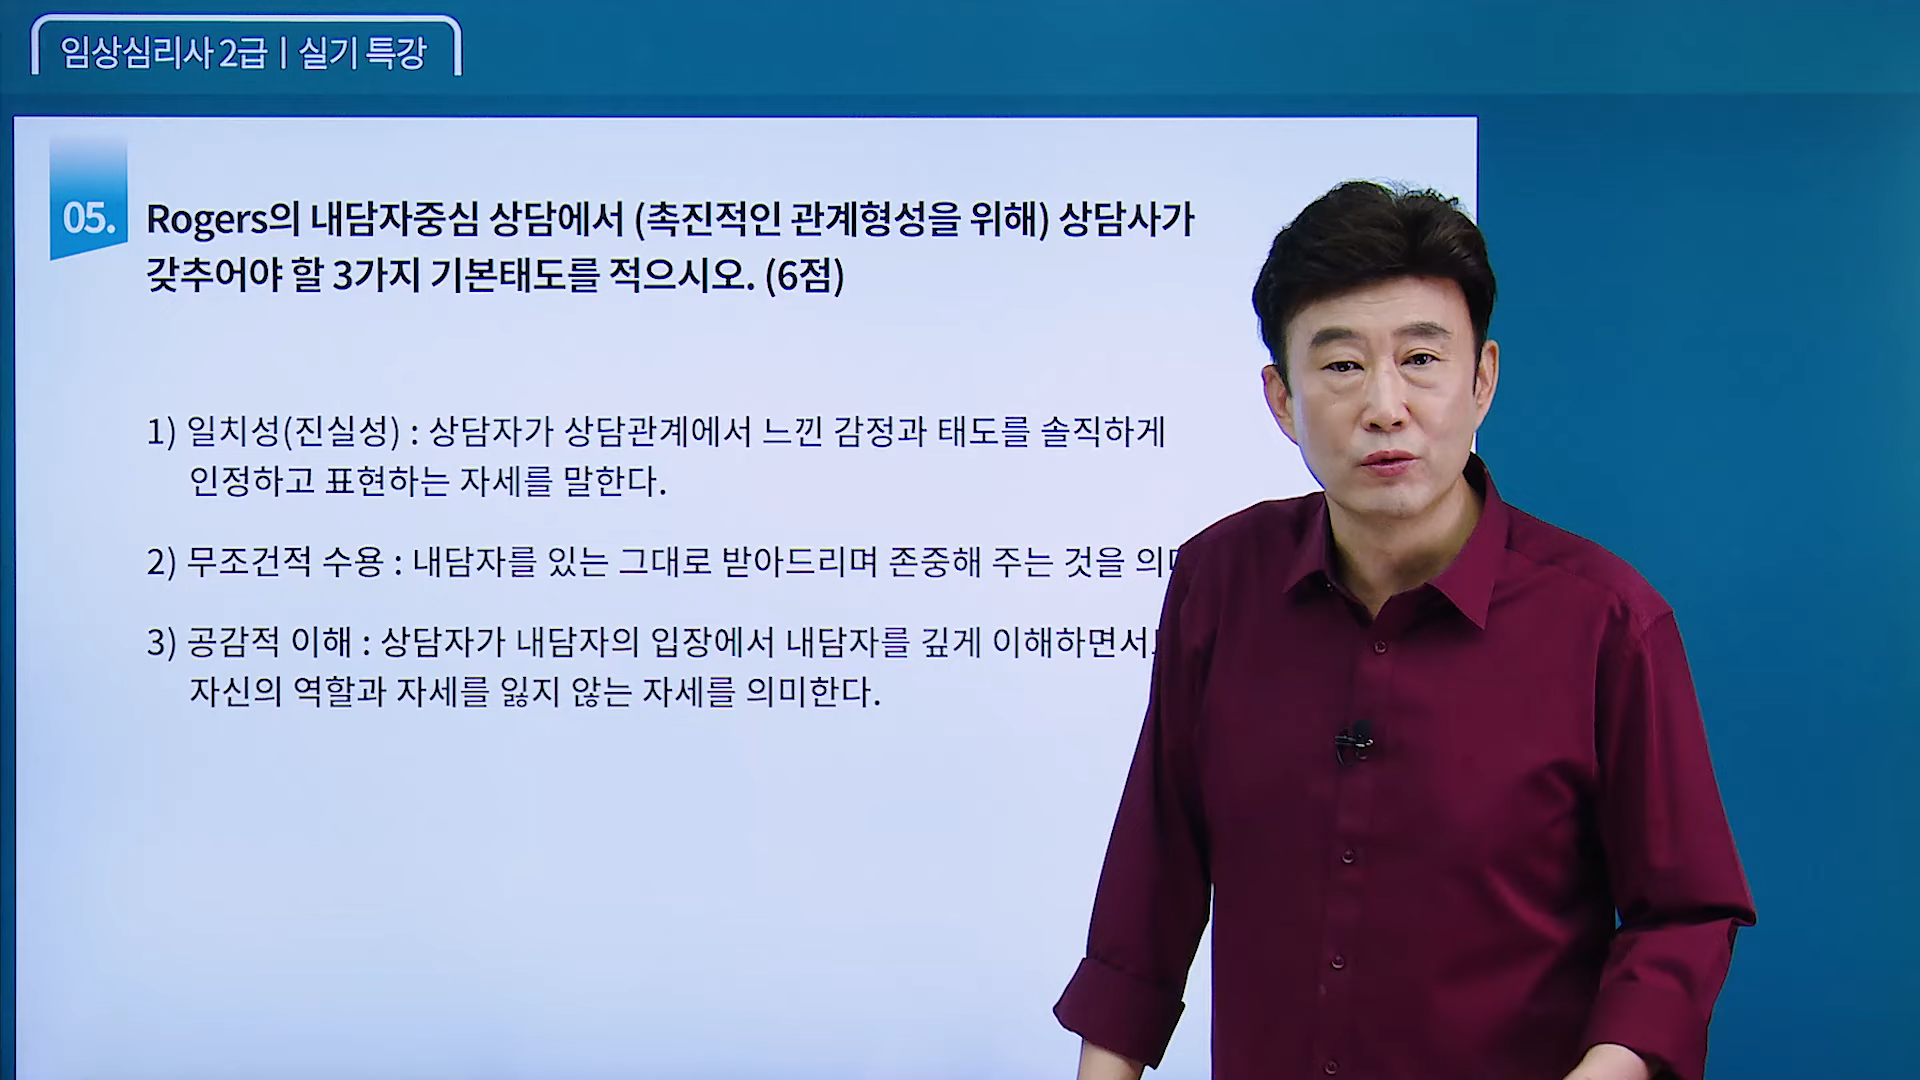 임상심리사 2급 | 실기 특강
05. Rogers의 내담자중심 상담에서 (촉진적인 관계형성을 위해) 상담사가
갖추어야 할 3가지 기본태도를 적으시오. (6점)
1) 일치성(진실성) : 상담자가 상담관계에서 느낀 감정과 태도를 솔직하게
인정하고 표현하는 자세를 말한다.
2) 무조건적 수용 : 내담자를 있는 그대로 받아드리며 존중해 주는 것을
3) 공감적 이해 : 상담자가 내담자의 입장에서 내담자를 깊게 이해하면서
자신의 역할과 자세를 잃지 않는 자세를 의미한다.